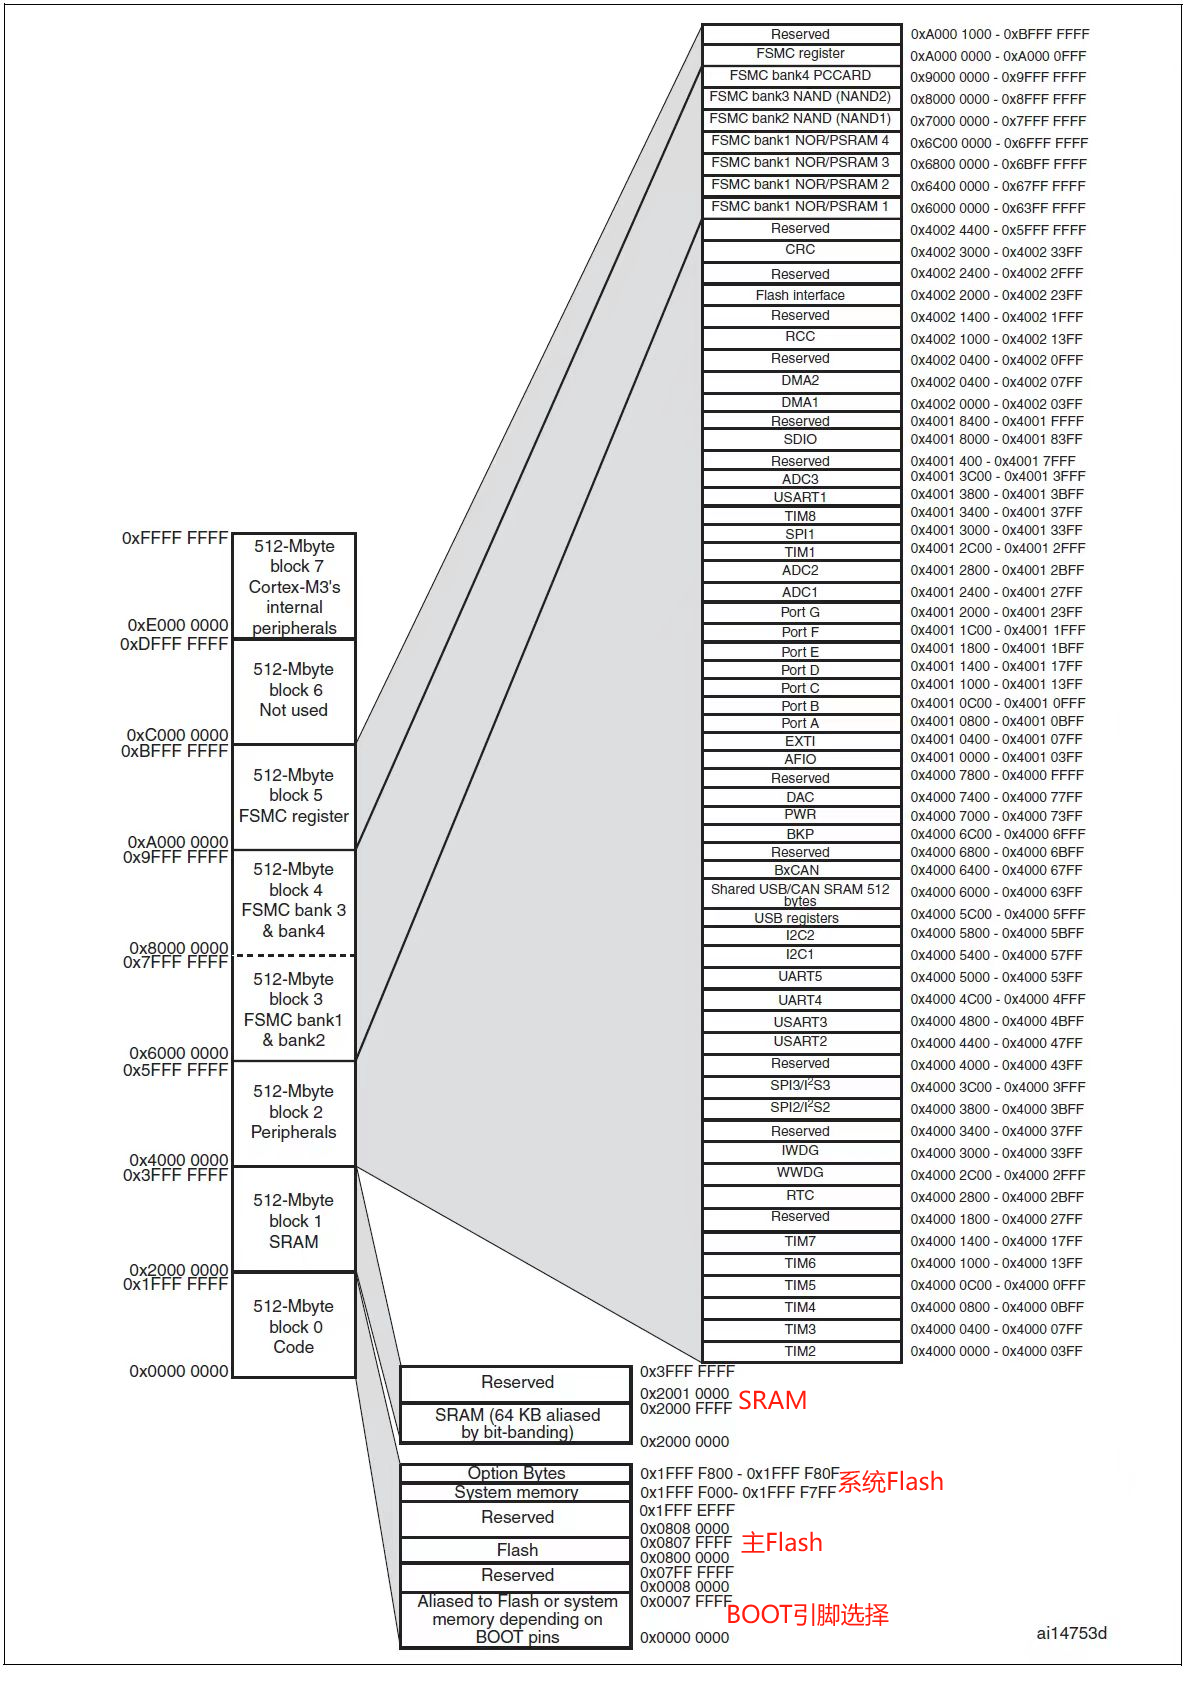 Reserved 0xA000 1000 - 0xBFFF FFFF
FSMC register 0xA000 0000 - 0xA000 0FFF
FSMC bank4 PCCARD 0x9000 0000 - 0x9FFF FFFF
FSMC bank3 NAND (NAND2) 0x8000 0000 - 0x8FFF FFFF
FSMC bank2 NAND (NAND1) 0x7000 0000 - 0x7FFF FFFF
FSMC bank1 NOR/PSRAM 4 0x6C00 0000 - 0x6FFF FFFF
FSMC bank1 NOR/PSRAM 3 0x6800 0000 - 0x6BFF FFFF
FSMC bank1 NOR/PSRAM 2 0x6400 0000 - 0x67FF FFFF
FSMC bank1 NOR/PSRAM 1 0x6000 0000 - 0x63FF FFFF
Reserved 0x4002 4400 - 0x5FFF FFFF
CRC 0x4002 3000 - 0x4002 33FF
Reserved 0x4002 2400 - 0x4002 2FFF
Flash interface 0x4002 2000 - 0x4002 23FF
Reserved 0x4002 1400 - 0x4002 1FFF
RCC 0x4002 1000 - 0x4002 13FF
Reserved 0x4002 0400 - 0x4002 0FFF
DMA2 0x4002 0400 - 0x4002 07FF
DMA1 0x4002 0000 - 0x4002 03FF
Reserved 0x4001 8400 - 0x4001 FFFF
SDIO 0x4001 8000 - 0x4001 83FF
Reserved 0x4001 400 - 0x4001 7FFF
ADC3 0x4001 3C00 - 0x4001 3FFF
USART1 0x4001 3800 - 0x4001 3BFF
TIM8 0x4001 3400 - 0x4001 37FF
SPI1 0x4001 3000 - 0x4001 33FF
TIM1 0x4001 2C00 - 0x4001 2FFF
ADC2 0x4001 2800 - 0x4001 2BFF
ADC1 0x4001 2400 - 0x4001 27FF
Port G 0x4001 2000 - 0x4001 23FF
Port F 0x4001 1C00 - 0x4001 1FFF
Port E 0x4001 1800 - 0x4001 1BFF
Port D 0x4001 1400 - 0x4001 17FF
Port C 0x4001 1000 - 0x4001 13FF
Port B 0x4001 0C00 - 0x4001 0FFF
Port A 0x4001 0800 - 0x4001 0BFF
EXTI 0x4001 0400 - 0x4001 07FF
AFIO 0x4001 0000 - 0x4001 03FF
Reserved 0x4000 7800 - 0x4000 FFFF
DAC 0x4000 7400 - 0x4000 77FF
PWR 0x4000 7000 - 0x4000 73FF
BKP 0x4000 6C00 - 0x4000 6FFF
Reserved 0x4000 6800 - 0x4000 6BFF
BxCAN 0x4000 6400 - 0x4000 67FF
Shared USB/CAN SRAM 512 0x4000 6000 - 0x4000 63FF
bytes
USB registers 0x4000 5C00 - 0x4000 5FFF
I2C2 0x4000 5800 - 0x4000 5BFF
I2C1 0x4000 5400 - 0x4000 57FF
UART5 0x4000 5000 - 0x4000 53FF
UART4 0x4000 4C00 - 0x4000 4FFF
USART3 0x4000 4800 - 0x4000 4BFF
USART2 0x4000 4400 - 0x4000 47FF
Reserved 0x4000 4000 - 0x4000 43FF
SPI3/I²S3 0x4000 3C00 - 0x4000 3FFF
SPI2/I²S2 0x4000 3800 - 0x4000 3BFF
Reserved 0x4000 3400 - 0x4000 37FF
IWDG 0x4000 3000 - 0x4000 33FF
WWDG 0x4000 2C00 - 0x4000 2FFF
RTC 0x4000 2800 - 0x4000 2BFF
Reserved 0x4000 1800 - 0x4000 27FF
TIM7 0x4000 1400 - 0x4000 17FF
TIM6 0x4000 1000 - 0x4000 13FF
TIM5 0x4000 0C00 - 0x4000 0FFF
TIM4 0x4000 0800 - 0x4000 0BFF
TIM3 0x4000 0400 - 0x4000 07FF
TIM2 0x4000 0000 - 0x4000 03FF
0xFFFF FFFF
512-Mbyte
block 7
Cortex-M3's
internal
peripherals
0xE000 0000
0xDFFF FFFF
512-Mbyte
block 6
Not used
0xC000 0000
0xBFFF FFFF
512-Mbyte
block 5
FSMC register
0xA000 0000
0x9FFF FFFF
512-Mbyte
block 4
FSMC bank 3
& bank4
0x8000 0000
0x7FFF FFFF
512-Mbyte
block 3
FSMC bank1
& bank2
0x6000 0000
0x5FFF FFFF
512-Mbyte
block 2
Peripherals
0x4000 0000
0x3FFF FFFF
512-Mbyte
block 1
SRAM
0x2000 0000
0x1FFF FFFF
512-Mbyte
block 0
Code
0x0000 0000
0x3FFF FFFF
Reserved
0x2001 0000
0x2000 FFFF SRAM
SRAM (64 KB aliased
by bit-banding)
0x2000 0000
Option Bytes 0x1FFF F800 - 0x1FFF F80F
系统Flash
System memory 0x1FFF F000- 0x1FFF F7FF
0x1FFF EFFF
Reserved
0x0808 0000
0x0807 FFFF 主Flash
Flash
0x0800 0000
0x07FF FFFF
Reserved
0x0008 0000
0x0007 FFFF
Aliased to Flash or system
memory depending on
BOOT pins
BOOT引脚选择
0x0000 0000
ai14753d